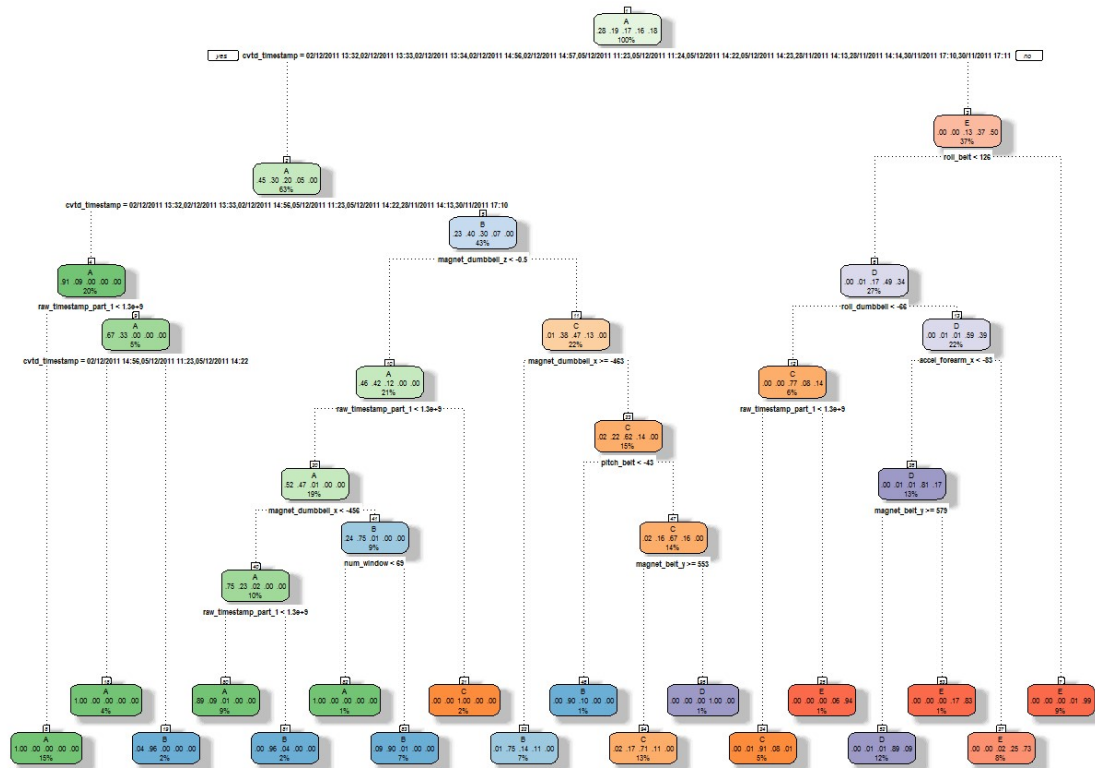 1
A
.28 .19 .17 .16 .18
100%
yes
cvtd_timestamp = 02/12/2011 13:32,02/12/2011 13:33,02/12/2011 13:34,02/12/2011 14:56,02/12/2011 14:57,05/12/2011 11:23,05/12/2011 11:24,05/12/2011 14:22,05/12/2011 14:23,28/11/2011 14:13,28/11/2011 14:14,30/11/2011 17:10,30/11/2011 17:11
no
3
E
.00 .00 .13 .37 .50
37%
roll_belt < 126
2
A
.45 .30 .20 .05 .00
63%
cvtd_timestamp = 02/12/2011 13:32,02/12/2011 13:33,02/12/2011 14:56,05/12/2011 11:23,05/12/2011 14:22,28/11/2011 14:13,30/11/2011 17:10
5
B
.23 .40 .30 .07 .00
43%
magnet_dumbbell_z < -0.5
4
A
.91 .09 .00 .00 .00
20%
raw_timestamp_part_1 < 1.3e+9
6
D
.00 .01 .17 .49 .34
27%
roll_dumbbell < -66
9
A
.67 .33 .00 .00 .00
5%
cvtd_timestamp = 02/12/2011 14:56,05/12/2011 11:23,05/12/2011 14:22
11
C
.01 .38 .47 .13 .00
22%
magnet_dumbbell_x >= -463
13
D
.00 .01 .01 .59 .39
22%
accel_forearm_x < -83
10
A
.46 .42 .12 .00 .00
21%
raw_timestamp_part_1 < 1.3e+9
12
C
.00 .00 .77 .08 .14
6%
raw_timestamp_part_1 < 1.3e+9
23
C
.02 .22 .62 .14 .00
15%
pitch_belt < -43
20
A
.52 .47 .01 .00 .00
19%
magnet_dumbbell_x < -456
26
D
.00 .01 .01 .81 .17
13%
magnet_belt_y >= 579
41
B
.24 .75 .01 .00 .00
9%
num_window < 69
47
C
.02 .16 .67 .16 .00
14%
magnet_belt_y >= 553
40
A
.75 .23 .02 .00 .00
10%
raw_timestamp_part_1 < 1.3e+9
18
A
1.00 .00 .00 .00 .00
4%
80
A
.89 .09 .01 .00 .00
9%
82
A
1.00 .00 .00 .00 .00
1%
21
C
.00 .00 1.00 .00 .00
2%
46
B
.00 .90 .10 .00 .00
1%
95
D
.00 .00 .00 1.00 .00
1%
25
E
.00 .00 .00 .06 .94
1%
53
E
.00 .00 .00 .17 .83
1%
7
E
.00 .00 .00 .01 .99
9%
8
A
1.00 .00 .00 .00 .00
15%
19
B
.04 .96 .00 .00 .00
2%
81
B
.00 .96 .04 .00 .00
2%
83
B
.09 .90 .01 .00 .00
7%
22
B
.01 .75 .14 .11 .00
7%
94
C
.02 .17 .71 .11 .00
13%
24
C
.00 .01 .91 .08 .01
5%
52
D
.00 .01 .01 .89 .09
12%
27
E
.00 .00 .02 .25 .73
8%